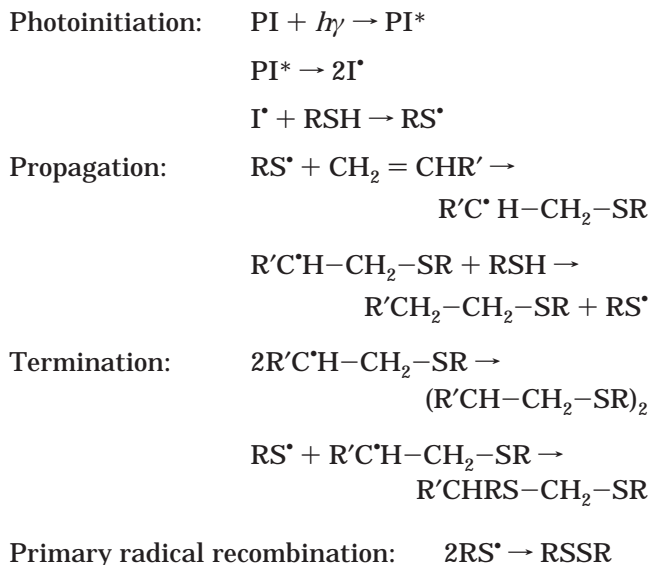 Photoinitiation: PI + hγ → PI*
PI* → 2I•
I• + RSH → RS•
Propagation: RS• + CH₂ = CHR′ →
R′C• H−CH₂−SR
R′C•H−CH₂−SR + RSH →
R′CH₂−CH₂−SR + RS•
Termination: 2R′C•H−CH₂−SR →
(R′CH−CH₂−SR)₂
RS• + R′C•H−CH₂−SR →
R′CHRS−CH₂−SR
Primary radical recombination: 2RS• → RSSR